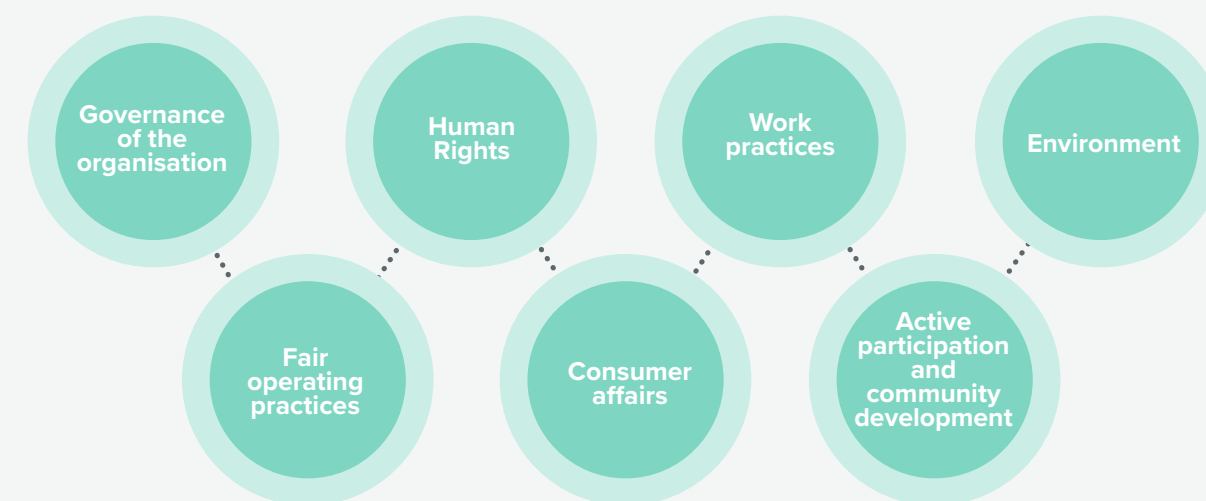 Governance
of the
organisation
Human
Rights
Work
practices
Environment
Fair
operating
practices
Consumer
affairs
Active
participation
and
community
development